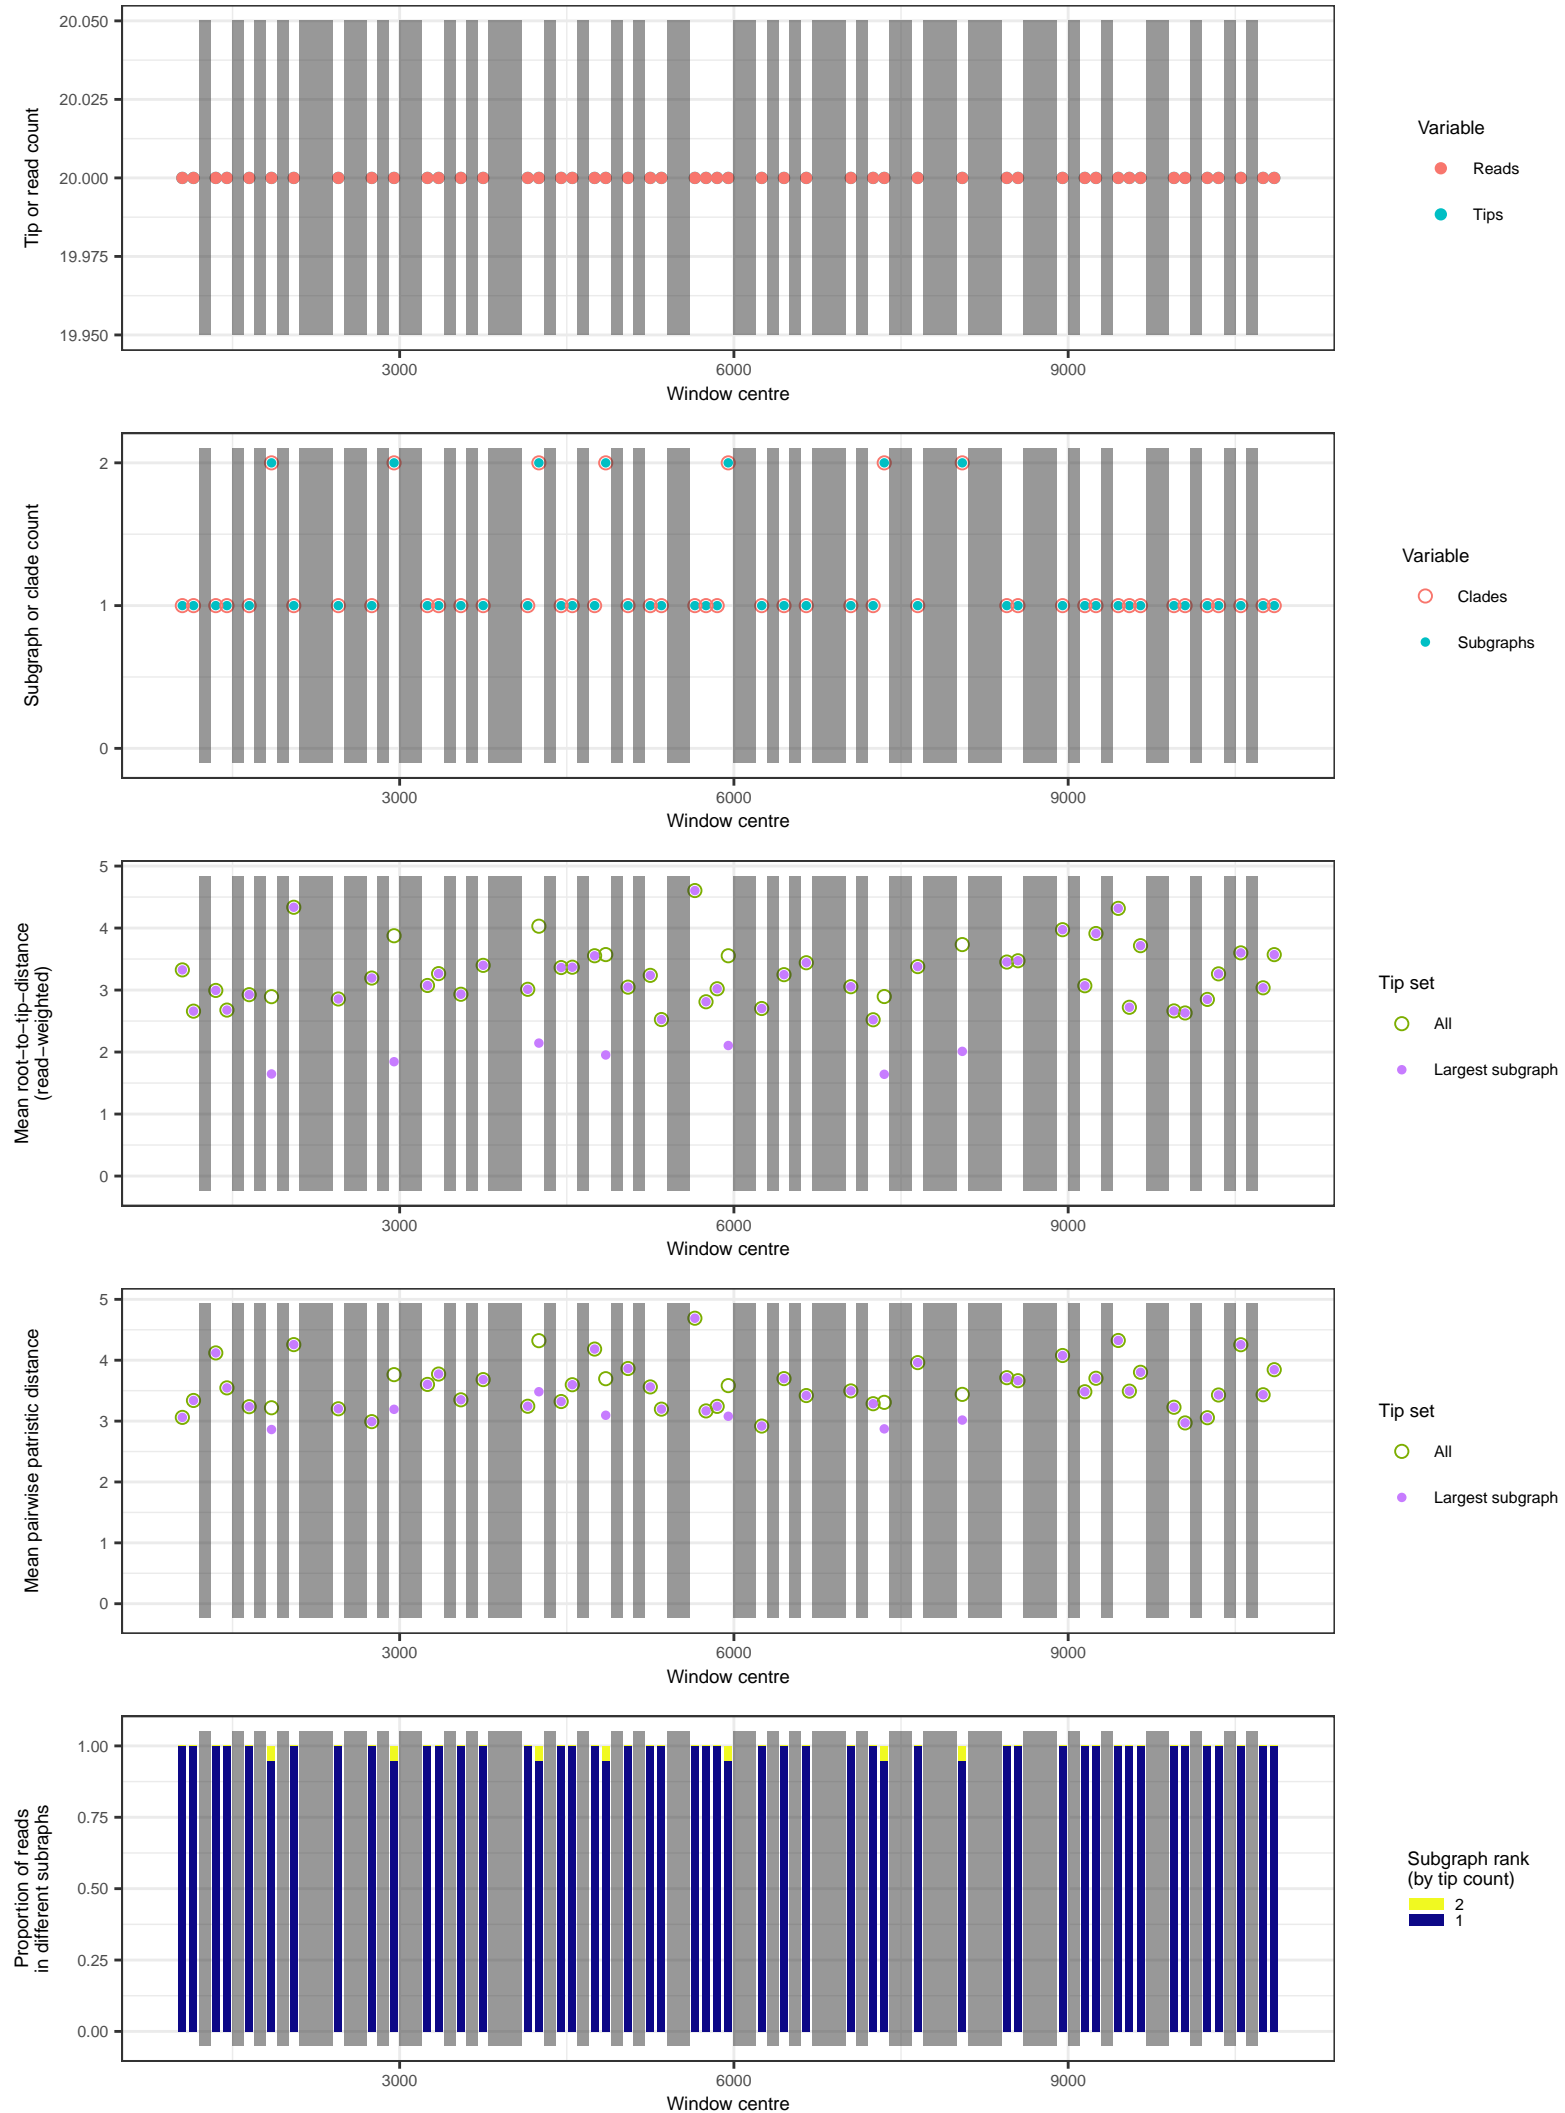 20.050
20.025
20.000
19.975
19.950
Tip or read count
3000
6000
9000
Window centre
Variable
Reads
Tips
2
1
0
Subgraph or clade count
3000
6000
9000
Window centre
Variable
Clades
Subgraphs
5
4
3
2
1
0
Mean root−to−tip−distance
(read−weighted)
3000
6000
9000
Window centre
Tip set
All
Largest subgraph
5
4
3
2
1
0
Mean pairwise patristic distance
3000
6000
9000
Window centre
Tip set
All
Largest subgraph
1.00
0.75
0.50
0.25
0.00
Proportion of reads
in different subraphs
3000
6000
9000
Window centre
Subgraph rank
(by tip count)
2
1